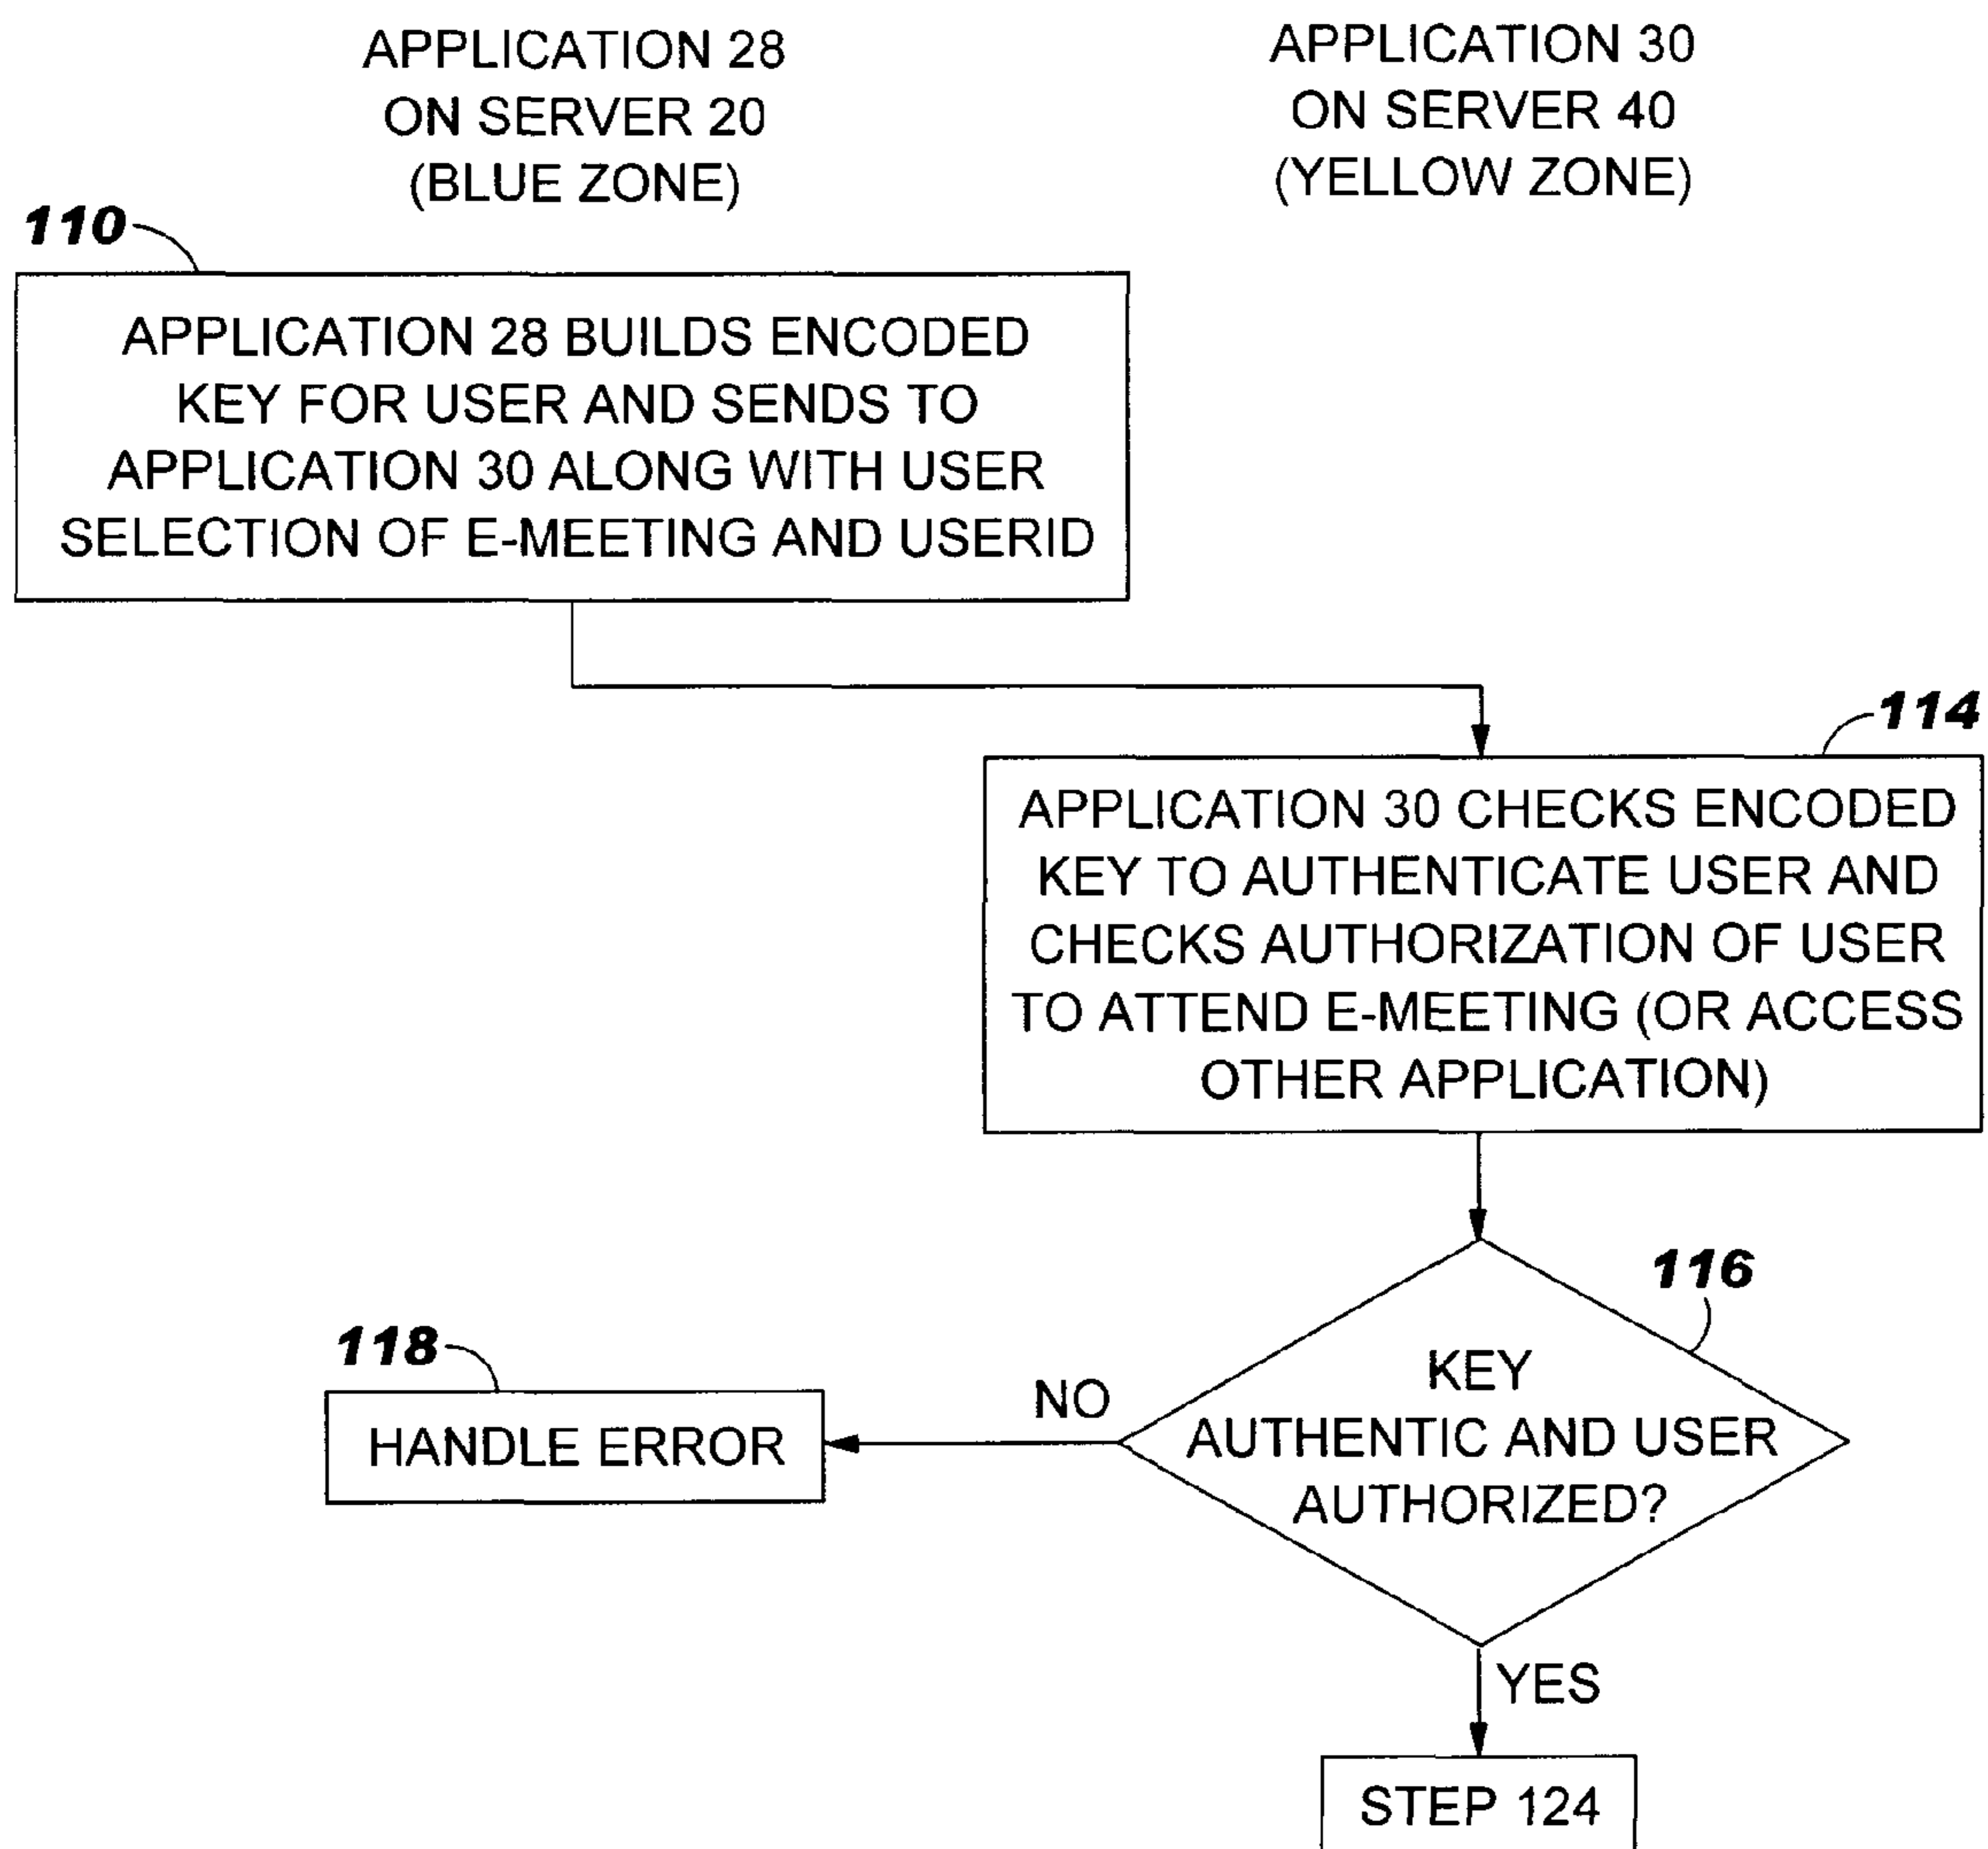 APPLICATION 28
ON SERVER 20
(BLUE ZONE)
APPLICATION 30
ON SERVER 40
(YELLOW ZONE)
110
APPLICATION 28 BUILDS ENCODED
KEY FOR USER AND SENDS TO
APPLICATION 30 ALONG WITH USER
SELECTION OF E-MEETING AND USERID
114
APPLICATION 30 CHECKS ENCODED
KEY TO AUTHENTICATE USER AND
CHECKS AUTHORIZATION OF USER
TO ATTEND E-MEETING (OR ACCESS
OTHER APPLICATION)
116
KEY
AUTHENTIC AND USER
AUTHORIZED?
NO
118
HANDLE ERROR
YES
STEP 124